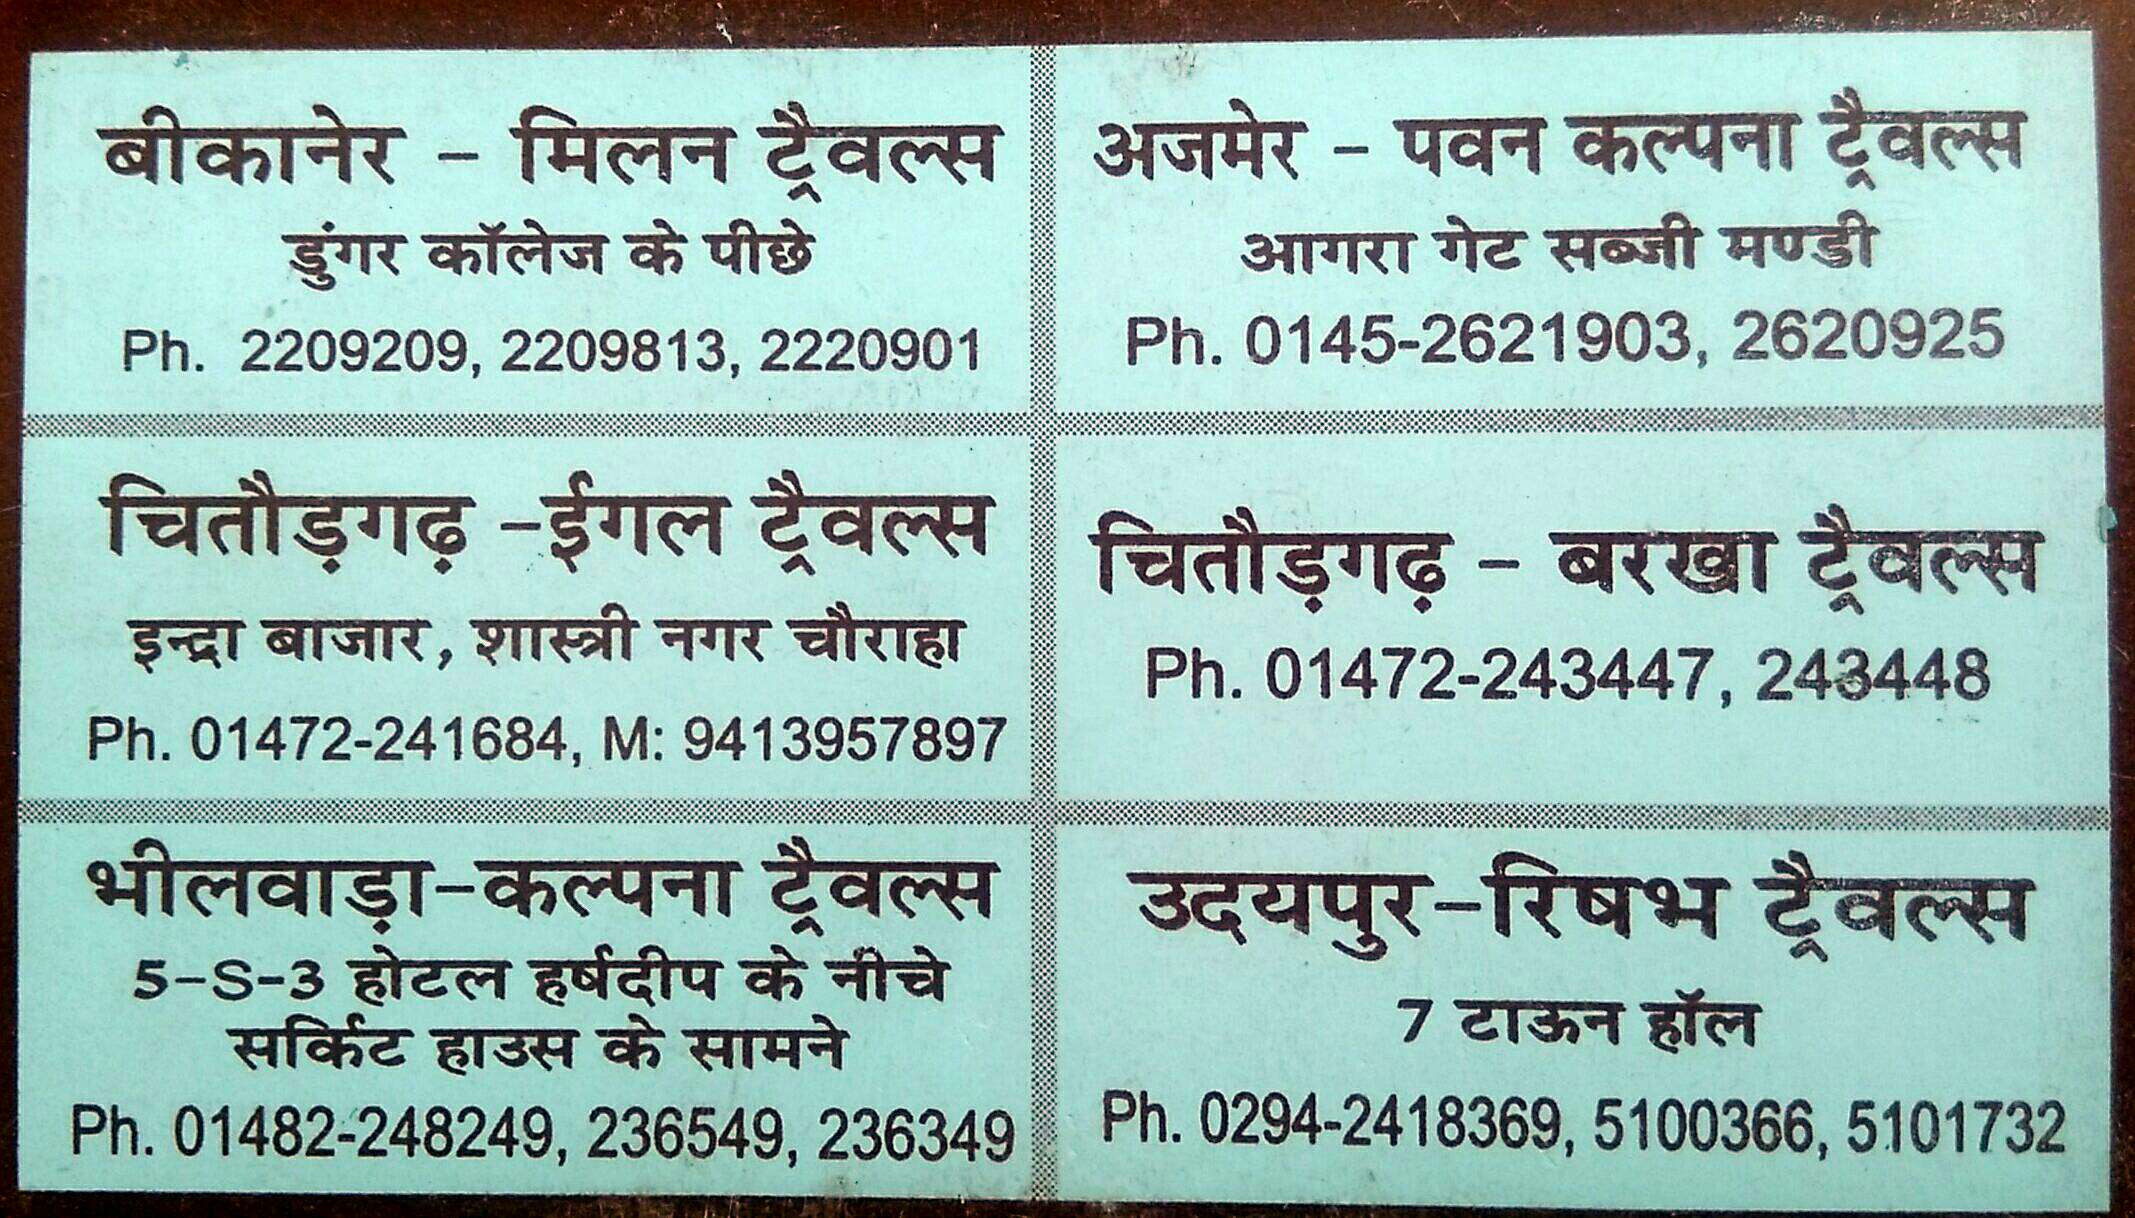 बीकानेर - मिलन ट्रैवल्स
डुंगर कॉलेज के पीछे
Ph. 2209209, 2209813, 2220901
अजमेर - पवन कल्पना ट्रैवल्स
आगरा गेट सब्जी मण्डी
Ph. 0145-2621903, 2620925
चितौड़गढ़ -ईगल ट्रैवल्स
इन्द्रा बाजार, शास्त्री नगर चौराहा
Ph. 01472-241684, M: 9413957897
चितौड़गढ़ - बरखा ट्रैवल्स
Ph. 01472-243447, 243448
भीलवाड़ा-कल्पना ट्रैवल्स
5-S-3 होटल हर्षदीप के नीचे
सर्किट हाउस के सामने
Ph. 01482-248249, 236549, 236349
उदयपुर-रिषभ ट्रैवल्स
7 टाऊन हॉल
Ph. 0294-2418369, 5100366, 5101732